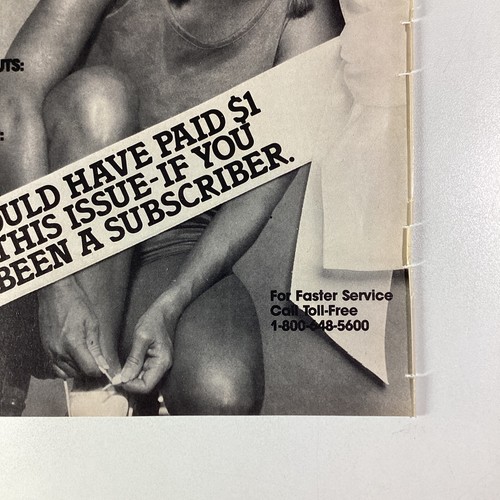 UTS:
:
OULD HAVE PAID $1
THIS ISSUE-IF YOU
BEEN A SUBSCRIBER.
For Faster Service
Call Toll-Free
1-800-648-5600